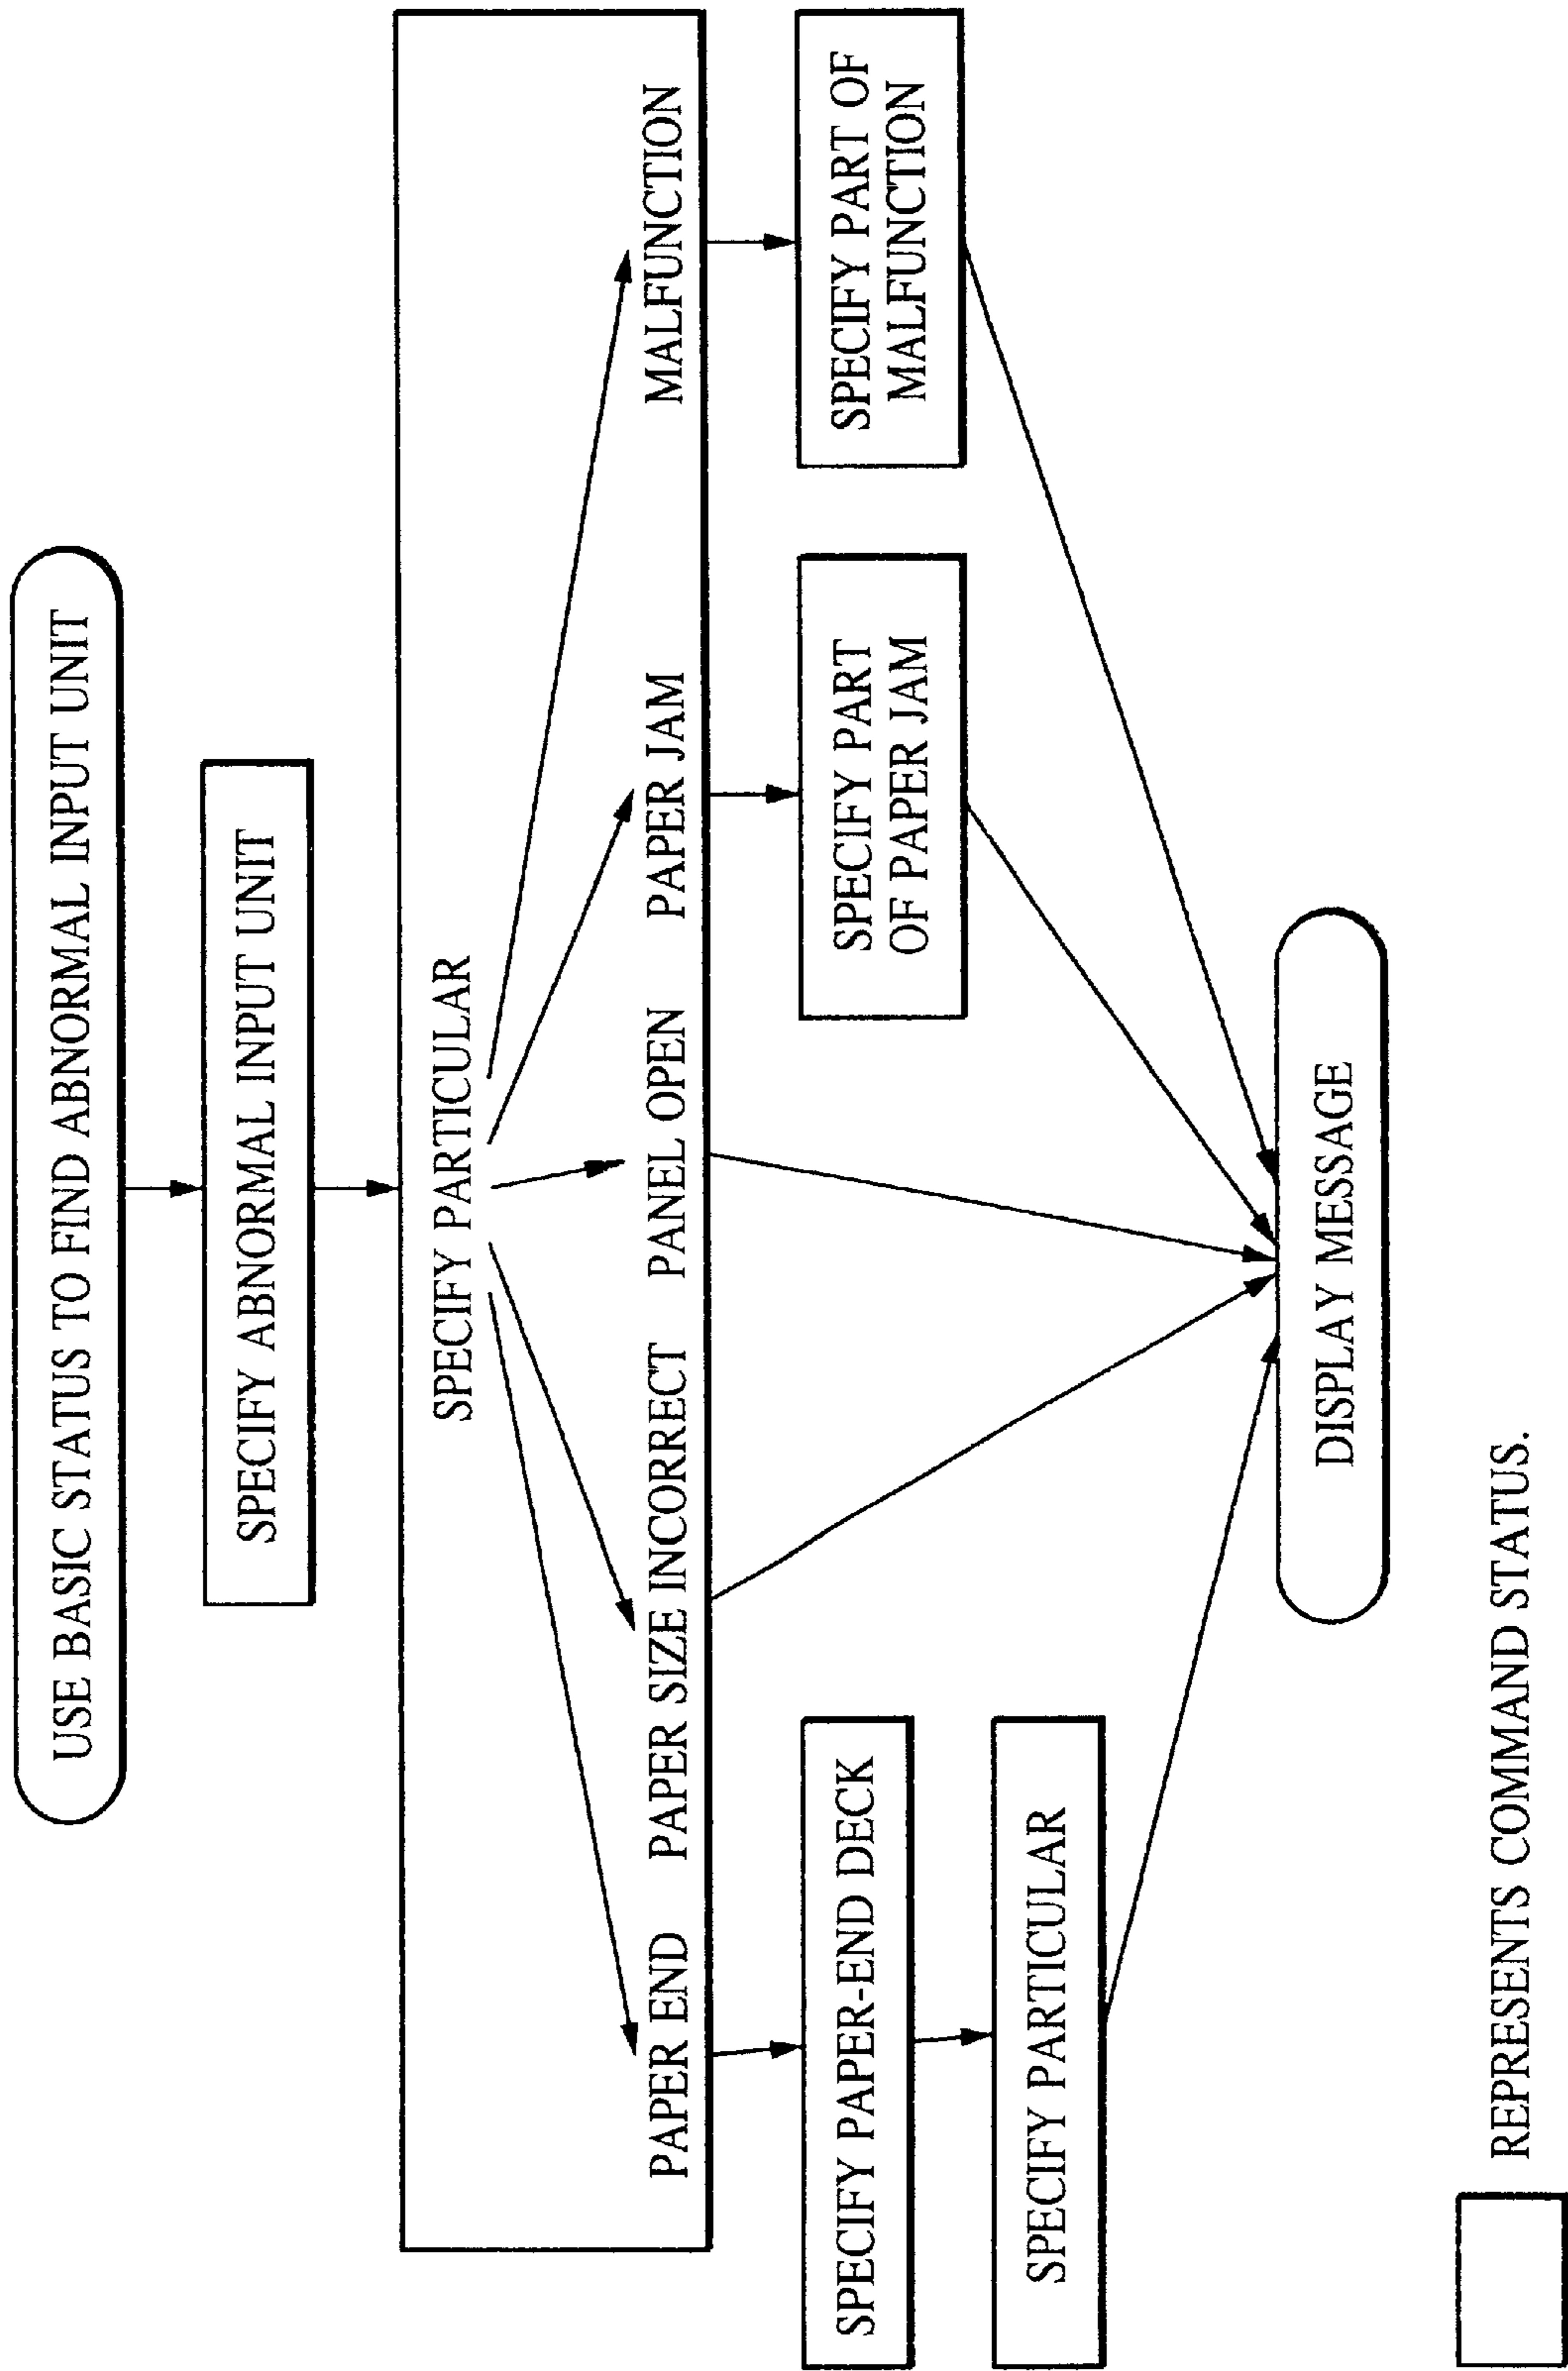 USE BASIC STATUS TO FIND ABNORMAL INPUT UNIT
SPECIFY ABNORMAL INPUT UNIT
SPECIFY PARTICULAR
PAPER END
PAPER SIZE INCORRECT
PANEL OPEN
PAPER JAM
MALFUNCTION
SPECIFY PAPER-END DECK
SPECIFY PART
OF PAPER JAM
SPECIFY PART OF
MALFUNCTION
SPECIFY PARTICULAR
DISPLAY MESSAGE
REPRESENTS COMMAND STATUS.